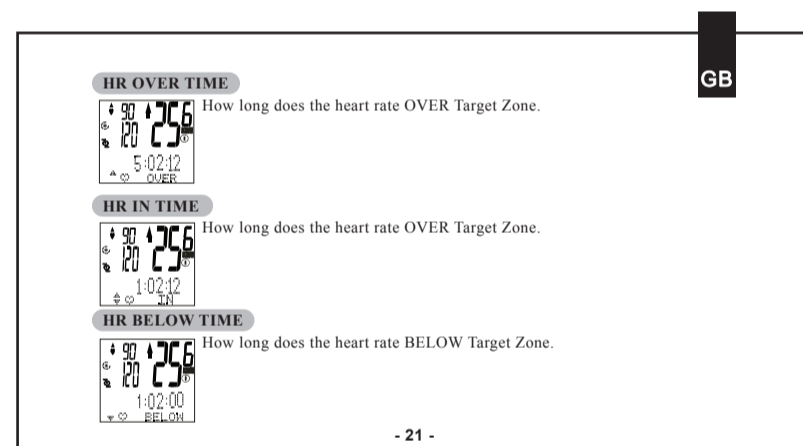 GB
HR OVER TIME
How long does the heart rate OVER Target Zone.
90 256
120
5:02:12
OVER
HR IN TIME
How long does the heart rate OVER Target Zone.
90 256
120
1:02:12
IN
HR BELOW TIME
How long does the heart rate BELOW Target Zone.
90 256
120
1:02:00
BELOW
- 21 -